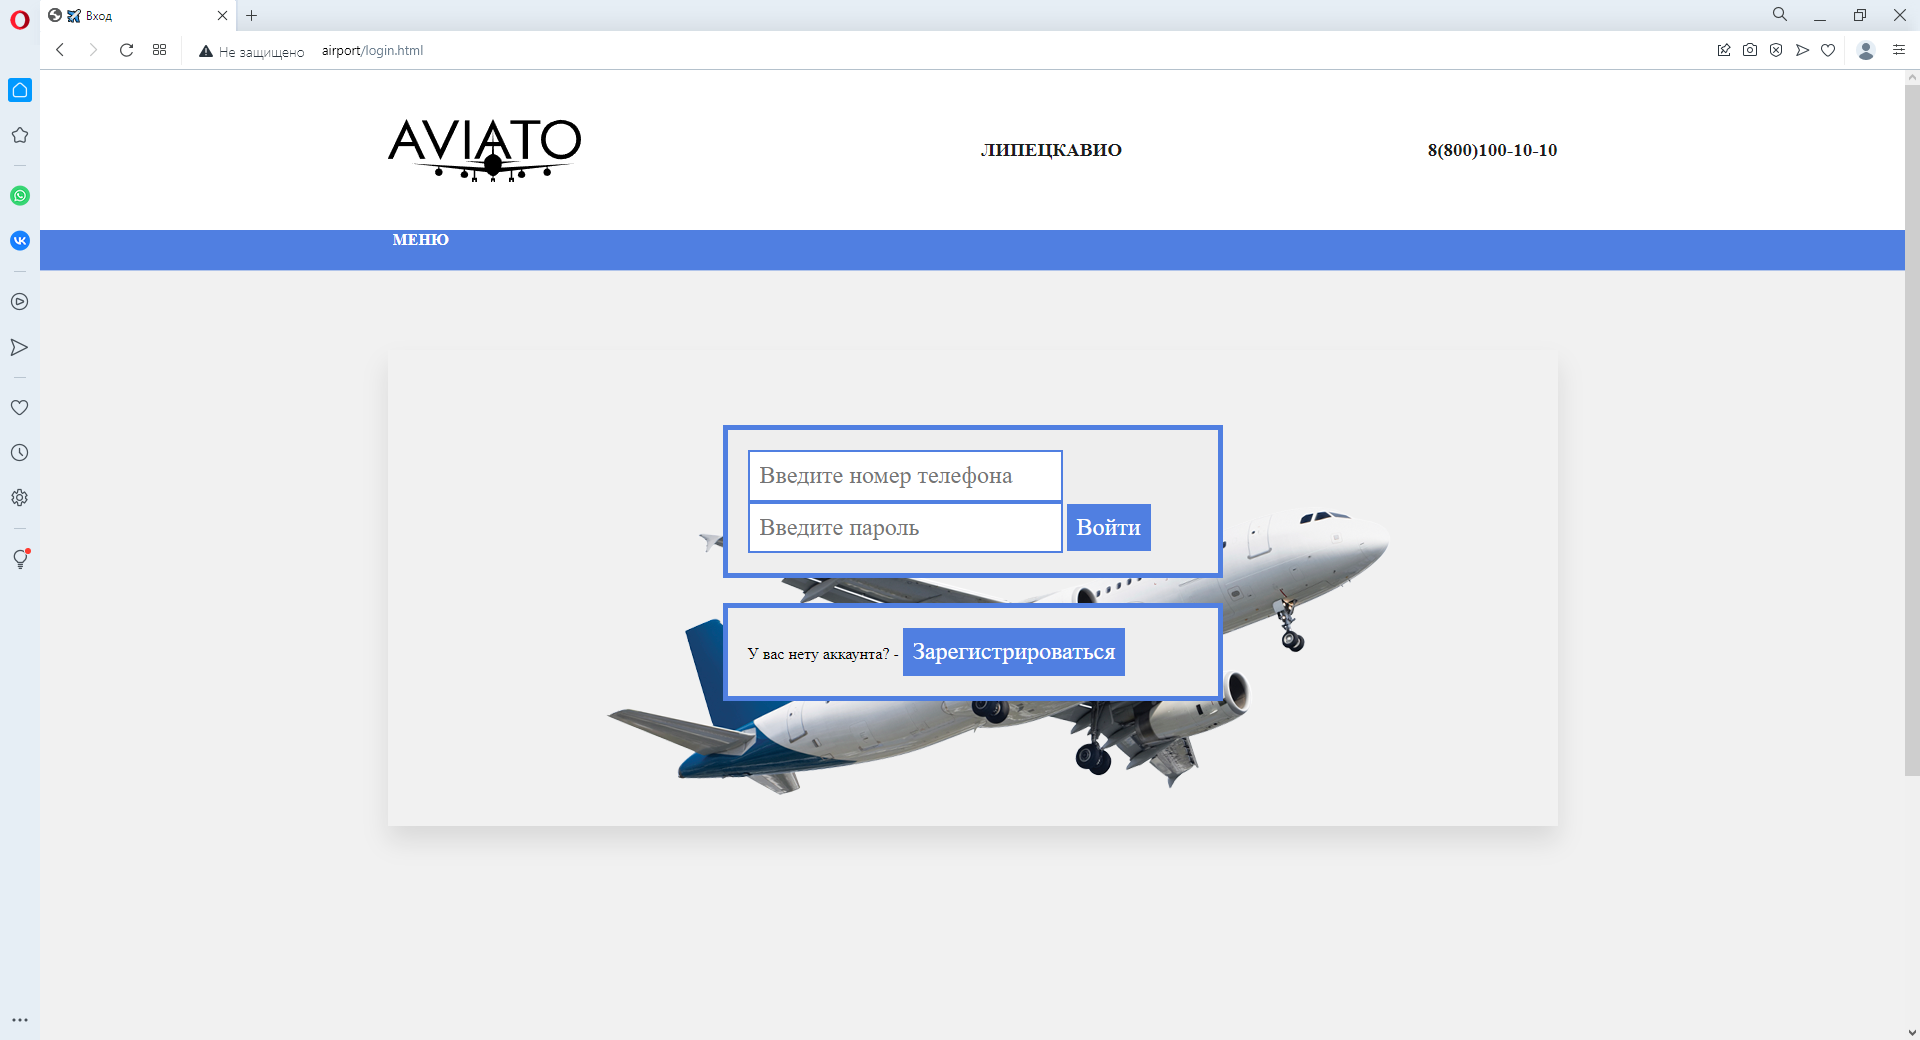 Вход
Не защищено airport/login.html
AVIATO
ЛИПЕЦКАВИО
8(800)100-10-10
МЕНЮ
Введите номер телефона
Введите пароль Войти
У вас нету аккаунта? - Зарегистрироваться